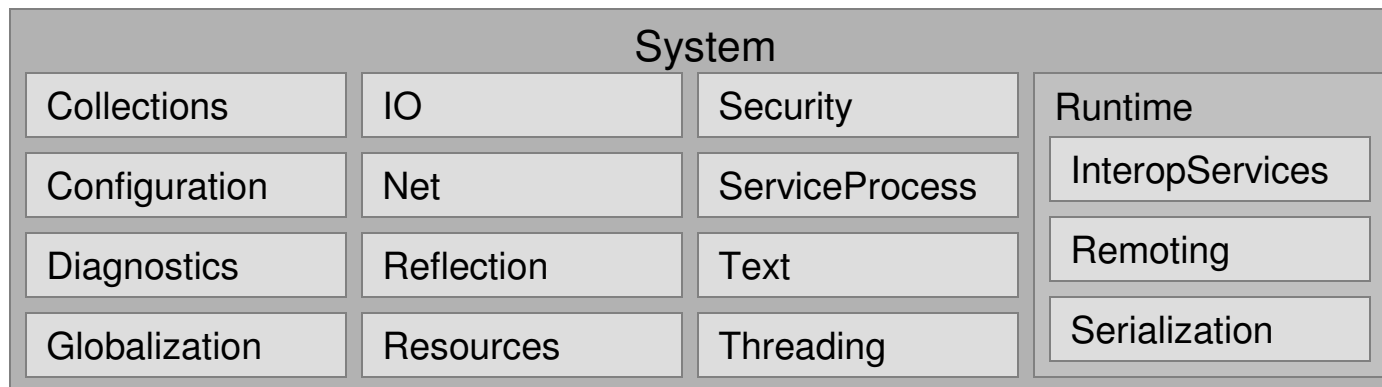 System
Collections
IO
Security
Runtime
Configuration
Net
ServiceProcess
InteropServices
Diagnostics
Reflection
Text
Remoting
Globalization
Resources
Threading
Serialization